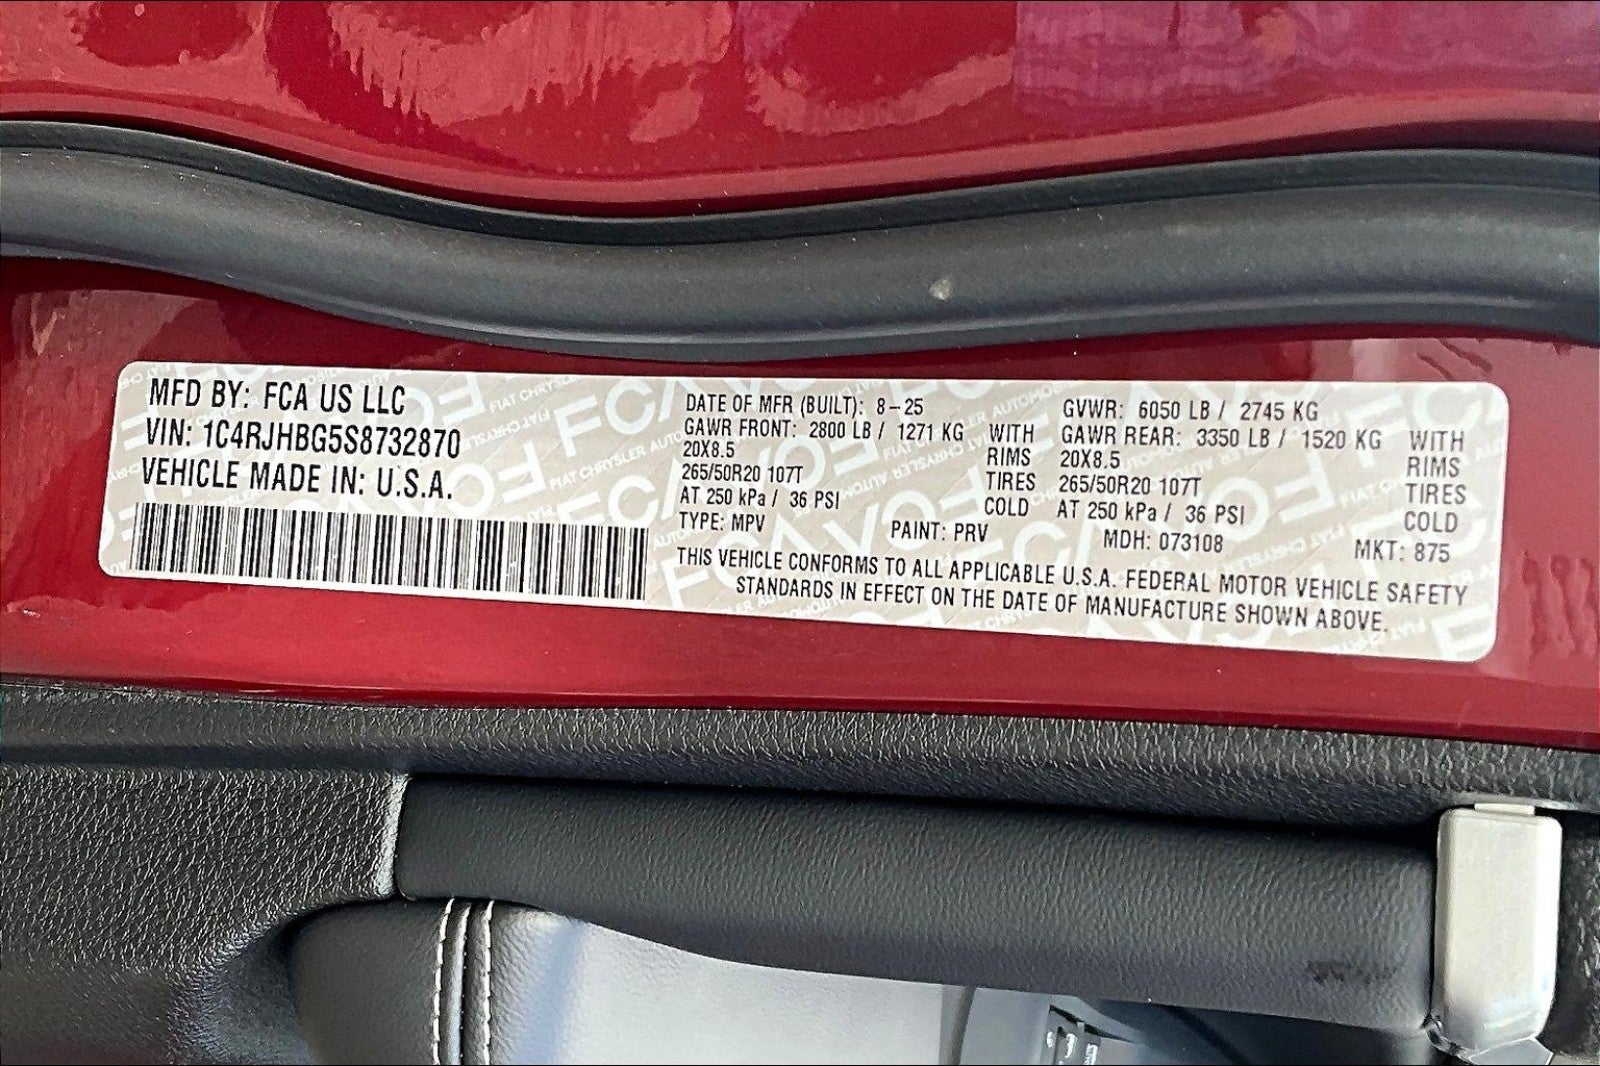 MFD BY: FCA US LLC
VIN: 1C4RJHBG5S8732870
VEHICLE MADE IN: U.S.A.
DATE OF MFR (BUILT): 8-25
GAWR FRONT: 2800 LB / 1271 KG WITH
20X8.5 RIMS
265/50R20 107T TIRES
AT 250 kPa / 36 PSI COLD
GVWR: 6050 LB / 2745 KG
GAWR REAR: 3350 LB / 1520 KG WITH
20X8.5 RIMS
265/50R20 107T TIRES
AT 250 kPa / 36 PSI COLD
TYPE: MPV PAINT: PRV MDH: 073108 MKT: 875
THIS VEHICLE CONFORMS TO ALL APPLICABLE U.S.A. FEDERAL MOTOR VEHICLE SAFETY
STANDARDS IN EFFECT ON THE DATE OF MANUFACTURE SHOWN ABOVE.